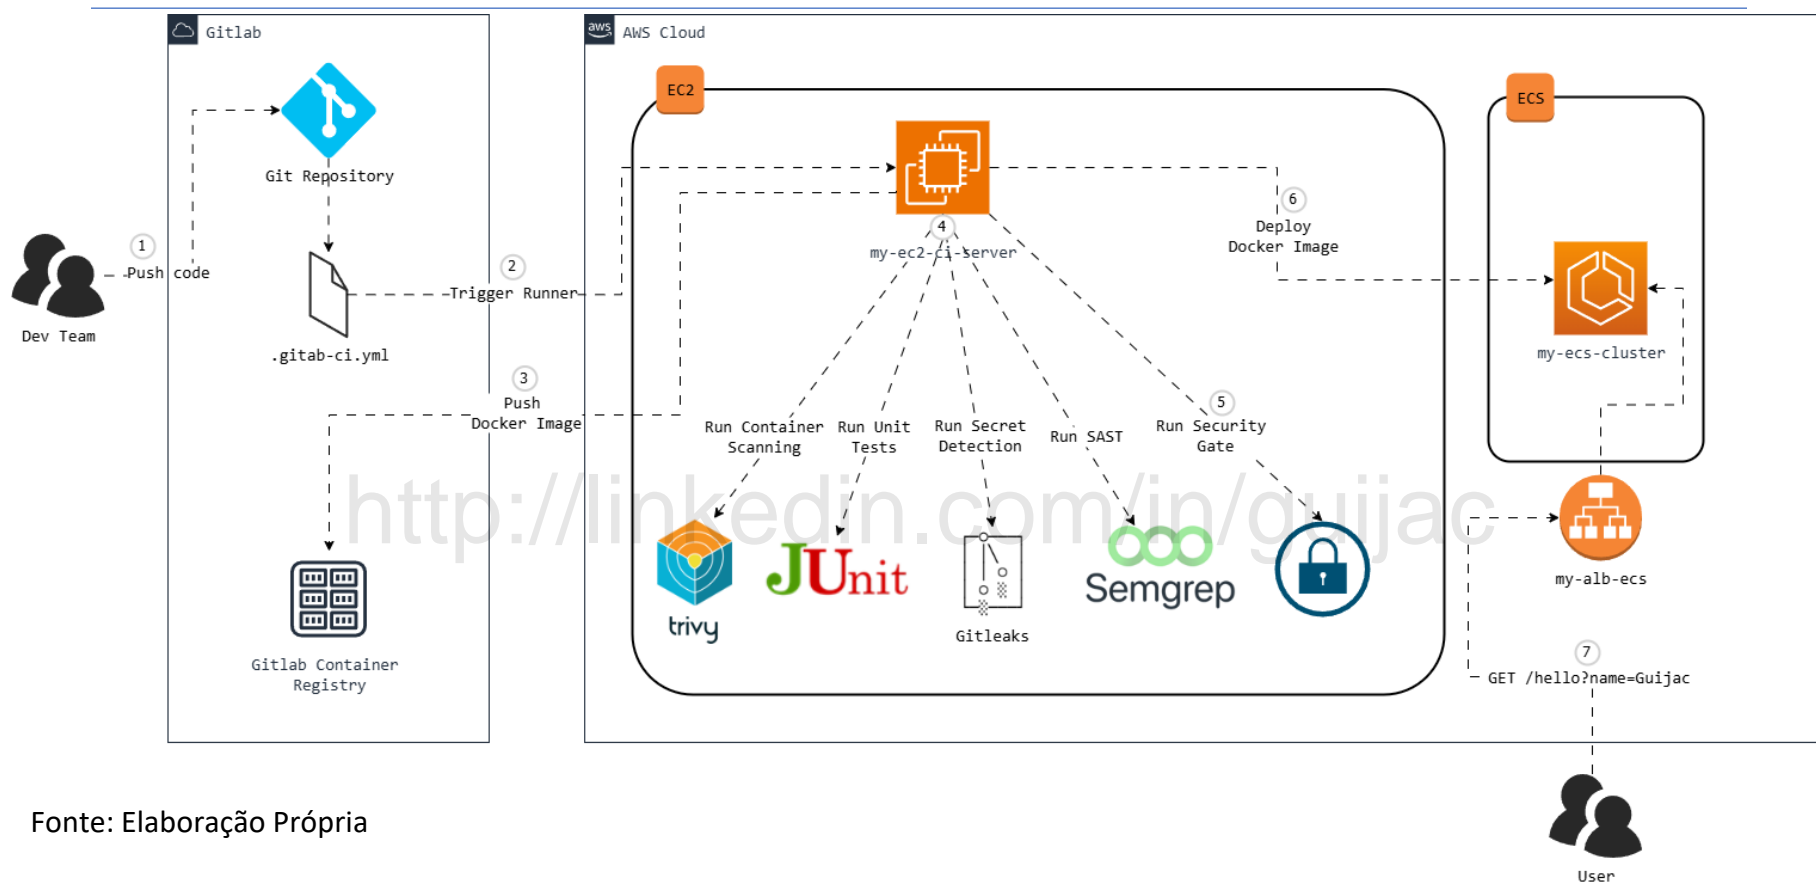 Gitlab
aws
AWS Cloud
EC2
ECS
Git Repository
1
Push code
Dev Team
.gitab-ci.yml
2
Trigger Runner
3
Push
Docker Image
Gitlab Container
Registry
4
my-ec2-ci-server
Run Container
Scanning
Run Unit
Tests
Run Secret
Detection
Run SAST
5
Run Security
Gate
6
Deploy
Docker Image
my-ecs-cluster
http://linkedin.com/in/guijac
trivy
JUnit
Gitleaks
Semgrep
my-alb-ecs
7
GET /hello?name=Guijac
User
Fonte: Elaboração Própria